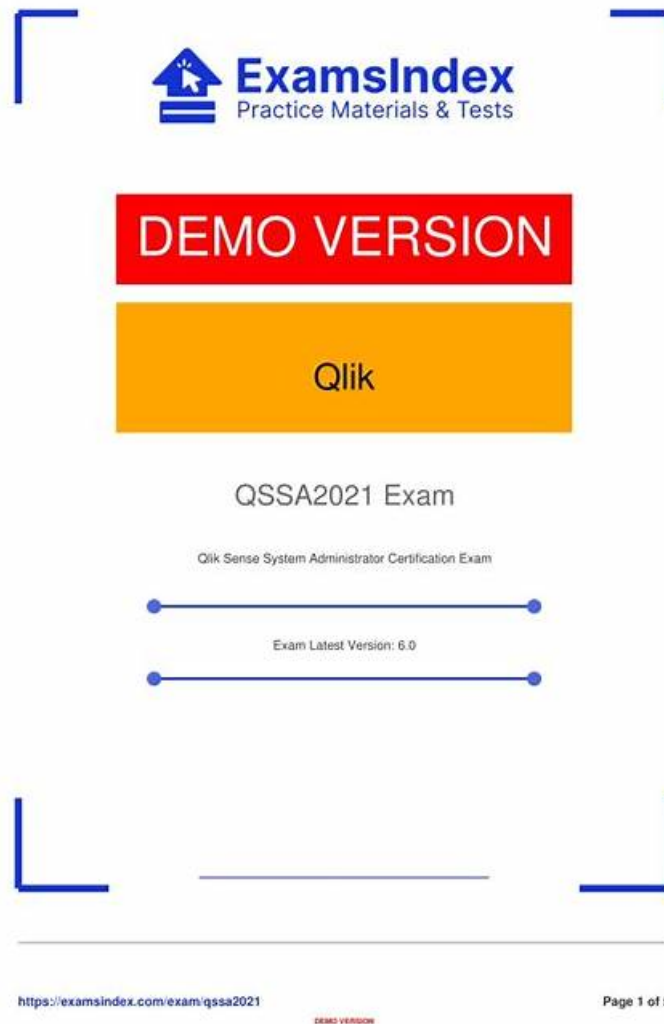 ExamsIndex
Practice Materials & Tests
DEMO VERSION
Qlik
QSSA2021 Exam
Qlik Sense System Administrator Certification Exam
Exam Latest Version: 6.0
https://examsindex.com/exam/qssa2021
Page 1 of
DEMO VERSION